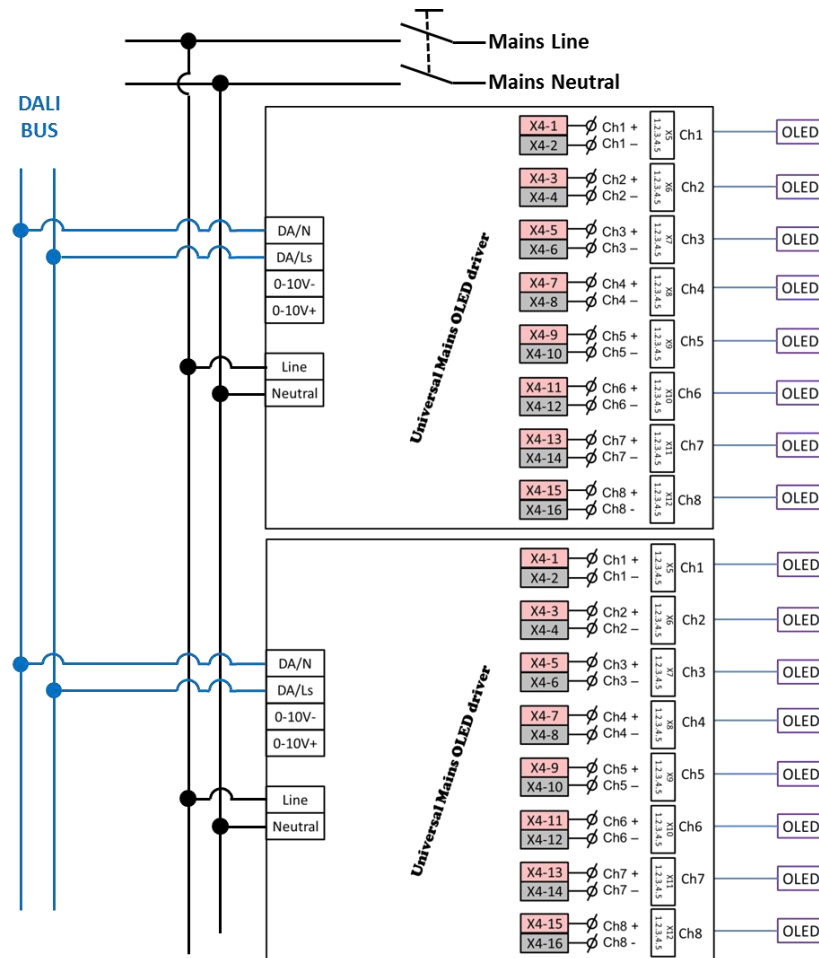 Mains Line
Mains Neutral
DALI
BUS
X4-1 Ch1 + 1.2.3.4.5 X5 Ch1 OLED
X4-2 Ch1 –
X4-3 Ch2 + 1.2.3.4.5 X6 Ch2 OLED
X4-4 Ch2 –
DA/N
X4-5 Ch3 + 1.2.3.4.5 X7 Ch3 OLED
X4-6 Ch3 –
DA/Ls
0-10V-
X4-7 Ch4 + 1.2.3.4.5 X8 Ch4 OLED
X4-8 Ch4 –
0-10V+
Universal Mains OLED driver
X4-9 Ch5 + 1.2.3.4.5 X9 Ch5 OLED
X4-10 Ch5 –
Line
X4-11 Ch6 + 1.2.3.4.5 X10 Ch6 OLED
X4-12 Ch6 –
Neutral
X4-13 Ch7 + 1.2.3.4.5 X11 Ch7 OLED
X4-14 Ch7 –
X4-15 Ch8 + 1.2.3.4.5 X12 Ch8 OLED
X4-16 Ch8 -
X4-1 Ch1 + 1.2.3.4.5 X5 Ch1 OLED
X4-2 Ch1 –
X4-3 Ch2 + 1.2.3.4.5 X6 Ch2 OLED
X4-4 Ch2 –
DA/N
X4-5 Ch3 + 1.2.3.4.5 X7 Ch3 OLED
X4-6 Ch3 –
DA/Ls
0-10V-
X4-7 Ch4 + 1.2.3.4.5 X8 Ch4 OLED
X4-8 Ch4 –
0-10V+
Universal Mains OLED driver
X4-9 Ch5 + 1.2.3.4.5 X9 Ch5 OLED
X4-10 Ch5 –
Line
X4-11 Ch6 + 1.2.3.4.5 X10 Ch6 OLED
X4-12 Ch6 –
Neutral
X4-13 Ch7 + 1.2.3.4.5 X11 Ch7 OLED
X4-14 Ch7 –
X4-15 Ch8 + 1.2.3.4.5 X12 Ch8 OLED
X4-16 Ch8 -